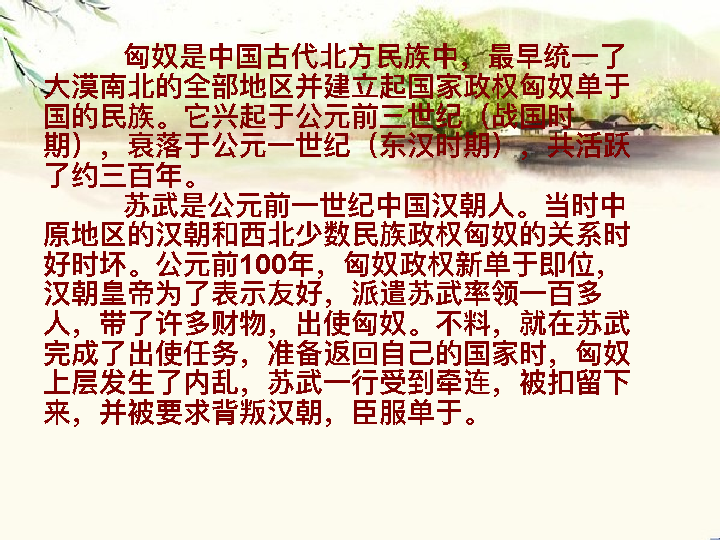 匈奴是中国古代北方民族中，最早统一了
大漠南北的全部地区并建立起国家政权匈奴单于
国的民族。它兴起于公元前三世纪（战国时
期），衰落于公元一世纪（东汉时期），共活跃
了约三百年。
苏武是公元前一世纪中国汉朝人。当时中
原地区的汉朝和西北少数民族政权匈奴的关系时
好时坏。公元前100年，匈奴政权新单于即位，
汉朝皇帝为了表示友好，派遣苏武率领一百多
人，带了许多财物，出使匈奴。不料，就在苏武
完成了出使任务，准备返回自己的国家时，匈奴
上层发生了内乱，苏武一行受到牵连，被扣留下
来，并被要求背叛汉朝，臣服单于。